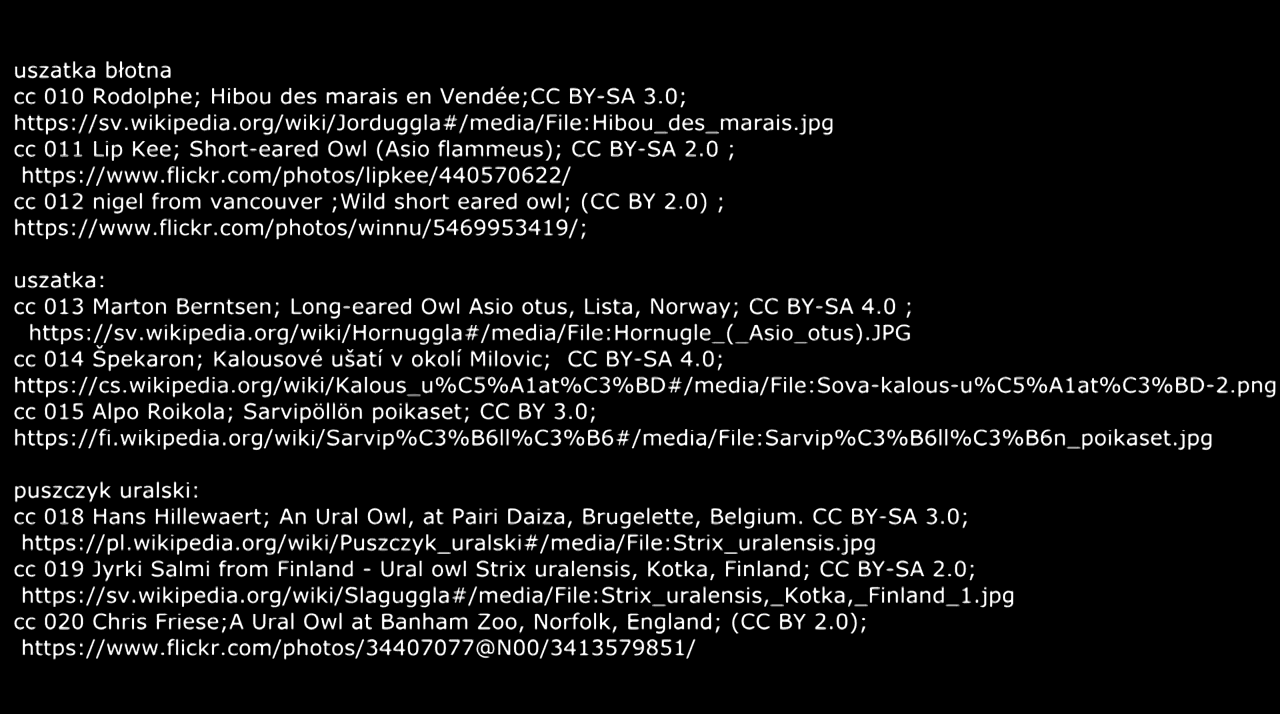 uszatka błotna
cc 010 Rodolphe; Hibou des marais en Vendée;CC BY-SA 3.0;
https://sv.wikipedia.org/wiki/Jorduggla#/media/File:Hibou_des_marais.jpg
cc 011 Lip Kee; Short-eared Owl (Asio flammeus); CC BY-SA 2.0 ;
https://www.flickr.com/photos/lipkee/440570622/
cc 012 nigel from vancouver ;Wild short eared owl; (CC BY 2.0) ;
https://www.flickr.com/photos/winnu/5469953419/;
uszatka:
cc 013 Marton Berntsen; Long-eared Owl Asio otus, Lista, Norway; CC BY-SA 4.0 ;
https://sv.wikipedia.org/wiki/Hornuggla#/media/File:Hornugle_(_Asio_otus).JPG
cc 014 Špekaron; Kalousové ušatí v okolí Milovic;  CC BY-SA 4.0;
https://cs.wikipedia.org/wiki/Kalous_u%C5%A1at%C3%BD#/media/File:Sova-kalous-u%C5%A1at%C3%BD-2.png
cc 015 Alpo Roikola; Sarvipöllön poikaset; CC BY 3.0;
https://fi.wikipedia.org/wiki/Sarvip%C3%B6ll%C3%B6#/media/File:Sarvip%C3%B6ll%C3%B6n_poikaset.jpg
puszczyk uralski:
cc 018 Hans Hillewaert; An Ural Owl, at Pairi Daiza, Brugelette, Belgium. CC BY-SA 3.0;
https://pl.wikipedia.org/wiki/Puszczyk_uralski#/media/File:Strix_uralensis.jpg
cc 019 Jyrki Salmi from Finland - Ural owl Strix uralensis, Kotka, Finland; CC BY-SA 2.0;
https://sv.wikipedia.org/wiki/Slaguggla#/media/File:Strix_uralensis,_Kotka,_Finland_1.jpg
cc 020 Chris Friese;A Ural Owl at Banham Zoo, Norfolk, England; (CC BY 2.0);
https://www.flickr.com/photos/34407077@N00/3413579851/